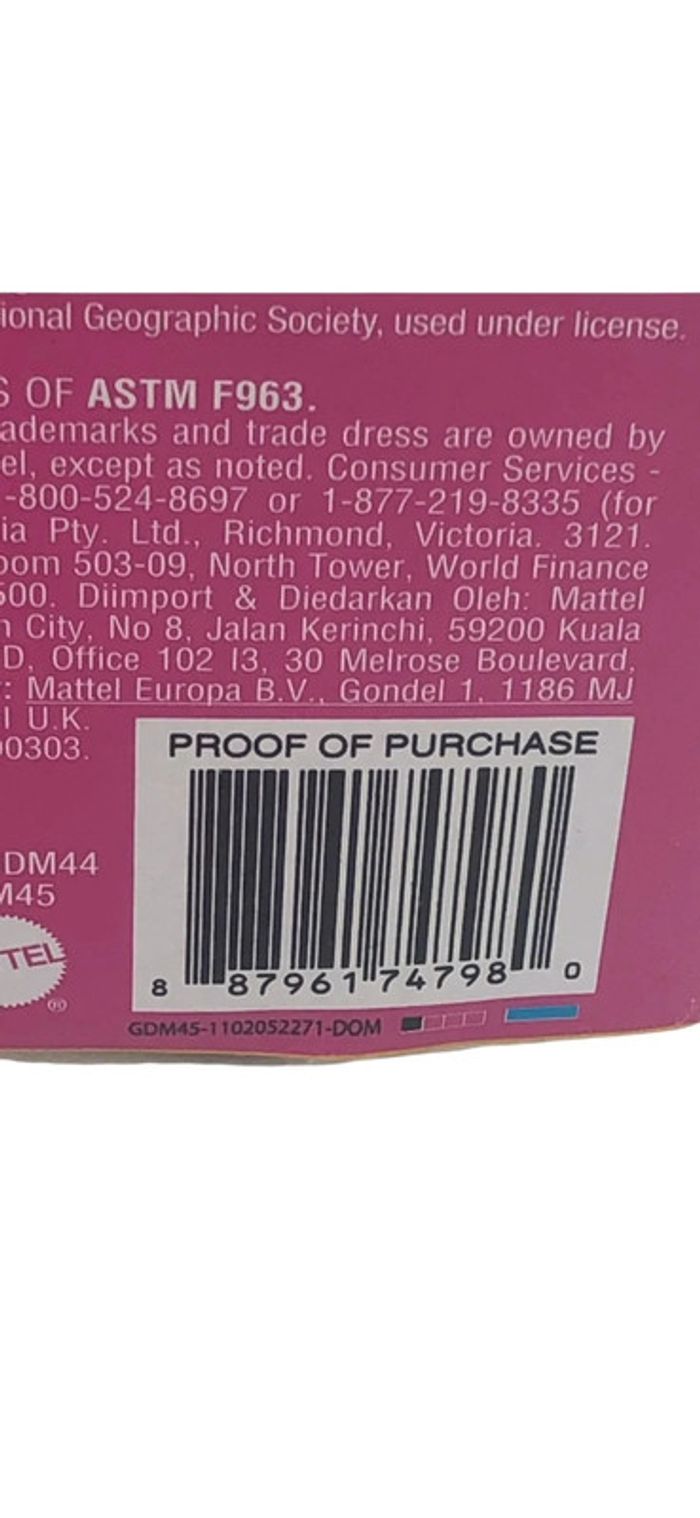 ional Geographic Society, used under license.
S OF ASTM F963.
ademarks and trade dress are owned by
el, except as noted. Consumer Services -
-800-524-8697 or 1-877-219-8335 (for
ia Pty. Ltd., Richmond, Victoria. 3121.
oom 503-09, North Tower, World Finance
500. Diimport & Diedarkan Oleh: Mattel
n City, No 8, Jalan Kerinchi, 59200 Kuala
D, Office 102 I3, 30 Melrose Boulevard,
: Mattel Europa B.V., Gondel 1, 1186 MJ
l U.K.
00303.
PROOF OF PURCHASE
DM44
M45
TEL
®
8 87961 74798 0
GDM45-1102052271-DOM